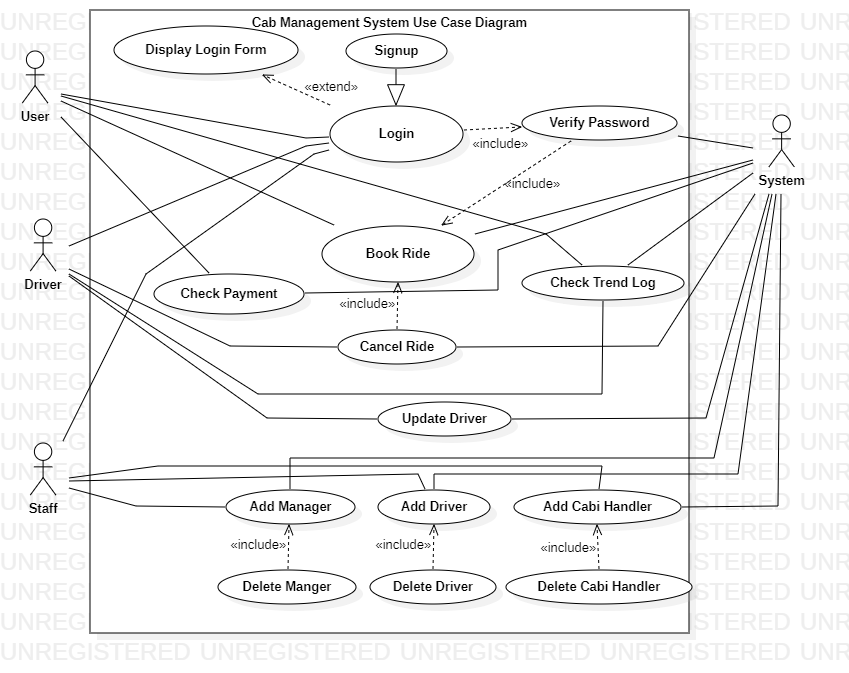 Cab Management System Use Case Diagram
Display Login Form
Signup
«extend»
User
Login
Verify Password
«include»
System
«include»
Book Ride
Driver
Check Payment
Check Trend Log
«include»
Cancel Ride
Update Driver
Staff
Add Manager
Add Driver
Add Cabi Handler
«include»
«include»
«include»
Delete Manger
Delete Driver
Delete Cabi Handler
UNREGISTERED UNREGISTERED UNREGISTERED UNREGISTERED UNR